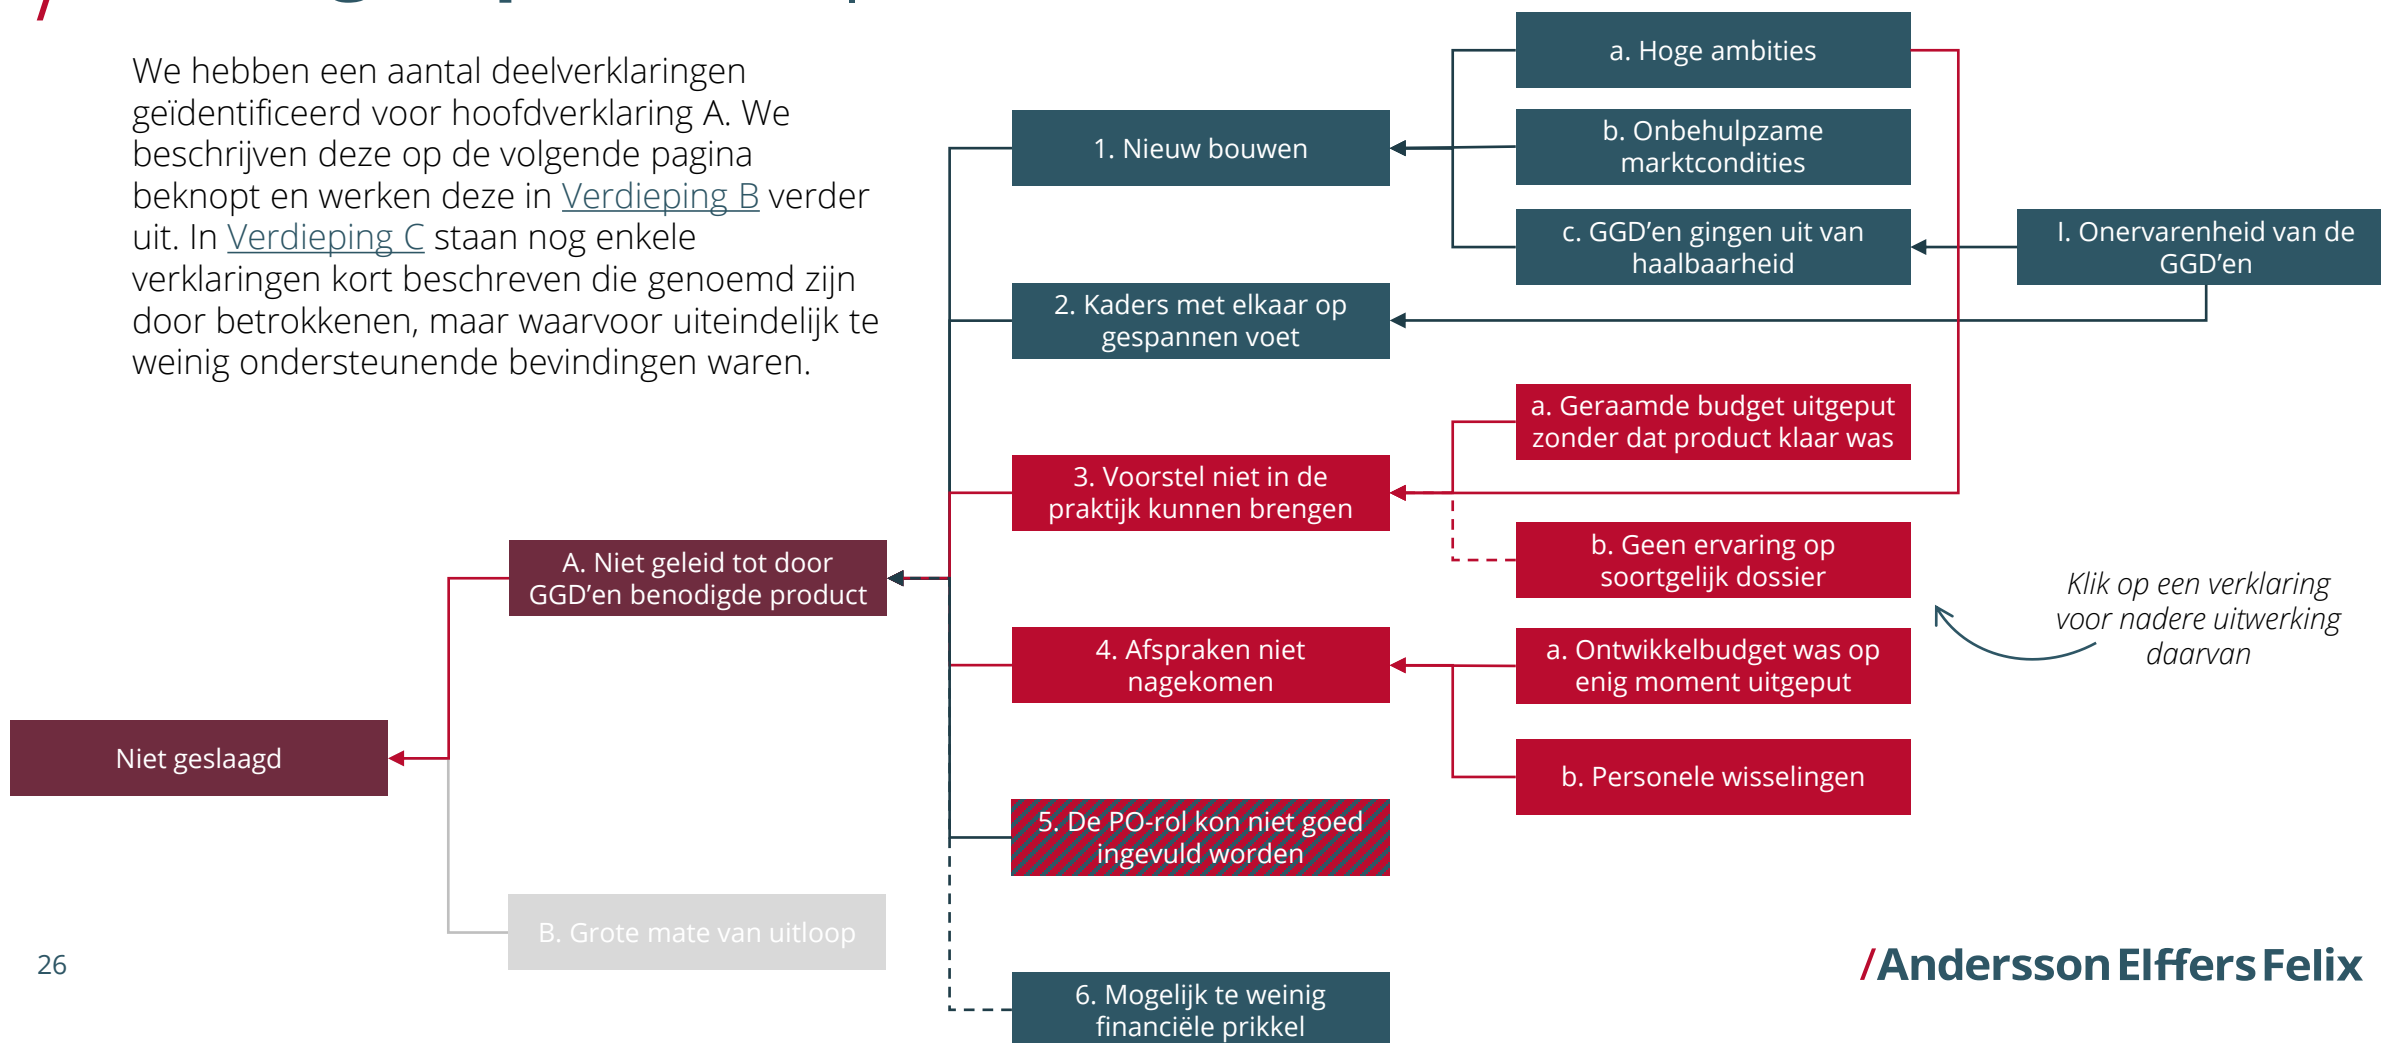 We hebben een aantal deelverklaringen
geïdentificeerd voor hoofdverklaring A. We
beschrijven deze op de volgende pagina
beknopt en werken deze in Verdieping B verder
uit. In Verdieping C staan nog enkele
verklaringen kort beschreven die genoemd zijn
door betrokkenen, maar waarvoor uiteindelijk te
weinig ondersteunende bevindingen waren.
Niet geslaagd
A. Niet geleid tot door
GGD’en benodigde product
B. Grote mate van uitloop
1. Nieuw bouwen
2. Kaders met elkaar op
gespannen voet
3. Voorstel niet in de
praktijk kunnen brengen
4. Afspraken niet
nagekomen
5. De PO-rol kon niet goed
ingevuld worden
6. Mogelijk te weinig
financiële prikkel
a. Hoge ambities
b. Onbehulpzame
marktcondities
c. GGD’en gingen uit van
haalbaarheid
I. Onervarenheid van de
GGD’en
a. Geraamde budget uitgeput
zonder dat product klaar was
b. Geen ervaring op
soortgelijk dossier
a. Ontwikkelbudget was op
enig moment uitgeput
b. Personele wisselingen
Klik op een verklaring
voor nadere uitwerking
daarvan
26
/Andersson Elffers Felix